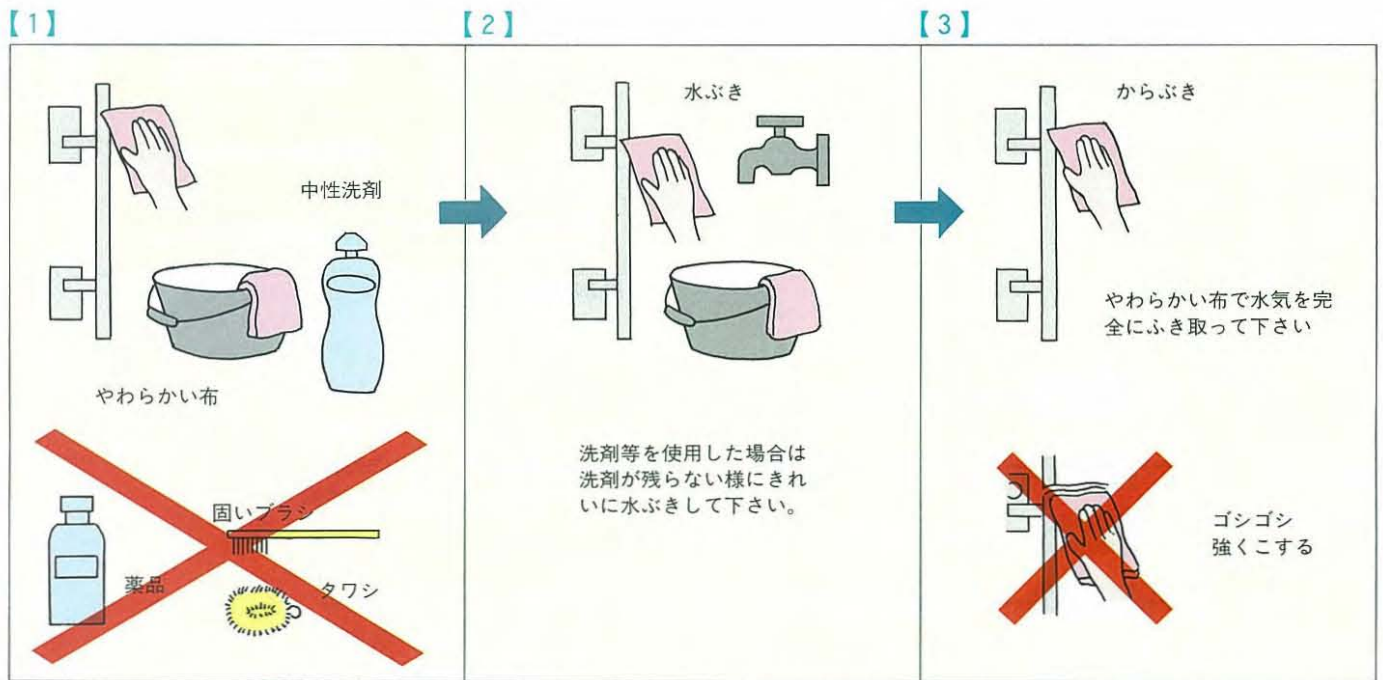 【1】
中性洗剤
やわらかい布
固いブラシ
薬品
タワシ
【2】
水ぶき
洗剤等を使用した場合は
洗剤が残らない様にきれ
いに水ぶきして下さい。
【3】
からぶき
やわらかい布で水気を完
全にふき取って下さい
ゴシゴシ
強くこする